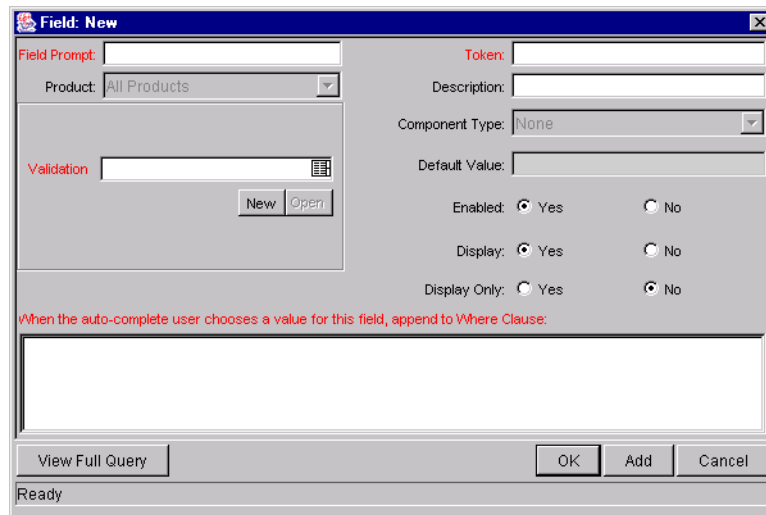 Field: New
Field Prompt:
Token:
Product: All Products
Description:
Component Type: None
Validation
Default Value:
New Open
Enabled: Yes No
Display: Yes No
Display Only: Yes No
When the auto-complete user chooses a value for this field, append to Where Clause:
View Full Query
OK Add Cancel
Ready